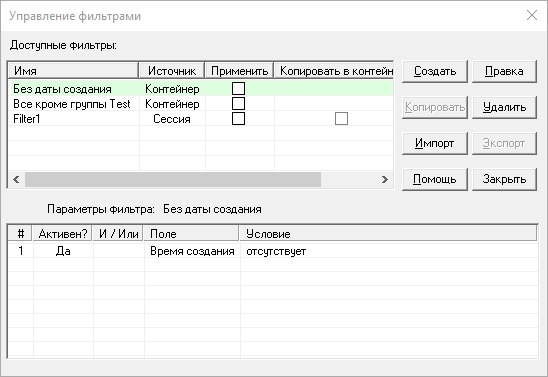 Управление фильтрами
Доступные фильтры:
Имя Источник Применить Копировать в контейн
Без даты создания Контейнер
Все кроме группы Test Контейнер
Filter1 Сессия
Создать Правка
Копировать Удалить
Импорт Экспорт
Помощь Закрыть
Параметры фильтра: Без даты создания
# Активен? И / Или Поле Условие
1 Да Время создания отсутствует